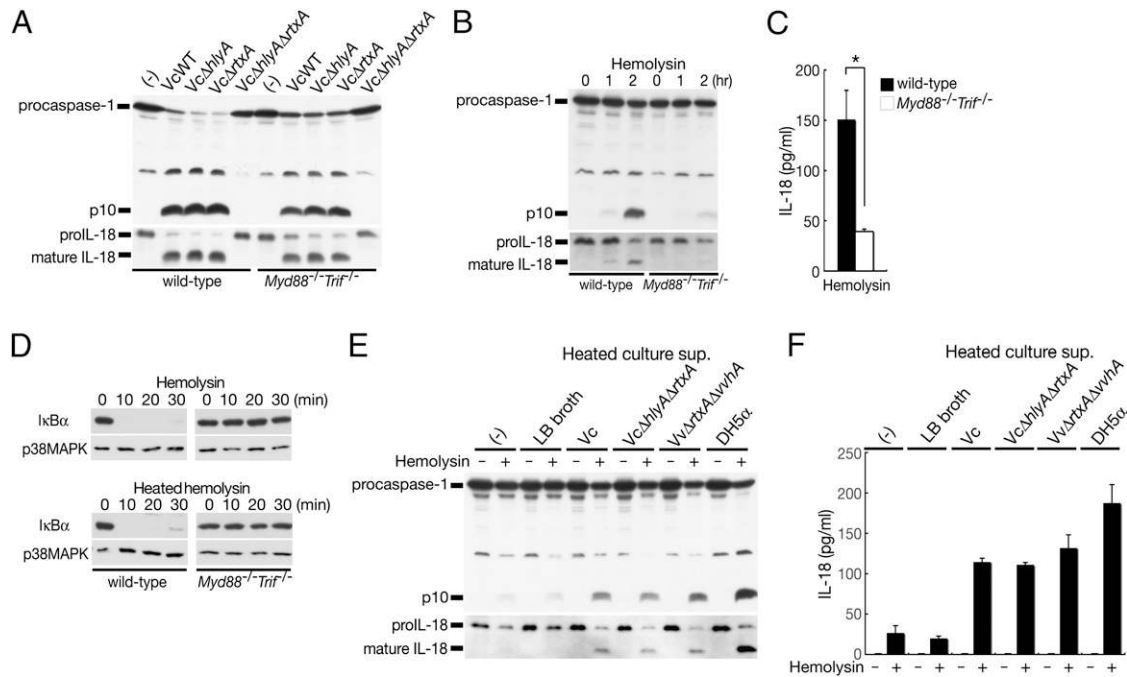 A
(-)
VcWT
VcΔhlyA
VcΔrtxA
VcΔhlyAΔrtxA
(-)
VcWT
VcΔhlyA
VcΔrtxA
VcΔhlyAΔrtxA
procaspase-1
p10
proIL-18
mature IL-18
wild-type Myd88-/-Trif-/-
B
Hemolysin
0 1 2 0 1 2 (hr)
procaspase-1
p10
proIL-18
mature IL-18
wild-type Myd88-/-Trif-/-
C
*
wild-type
Myd88-/-Trif-/-
IL-18 (pg/ml)
200
150
100
50
0
Hemolysin
D
Hemolysin
0 10 20 30 0 10 20 30 (min)
IκBα
p38MAPK
Heated hemolysin
0 10 20 30 0 10 20 30 (min)
IκBα
p38MAPK
wild-type Myd88-/-Trif-/-
E
Heated culture sup.
(-)
LB broth
Vc
VcΔhlyAΔrtxA
VvΔrtxAΔvvhA
DH5α
Hemolysin - + - + - + - + - + - +
procaspase-1
p10
proIL-18
mature IL-18
F
Heated culture sup.
(-)
LB broth
Vc
VcΔhlyAΔrtxA
VvΔrtxAΔvvhA
DH5α
IL-18 (pg/ml)
250
200
150
100
50
0
Hemolysin - + - + - + - + - + - +